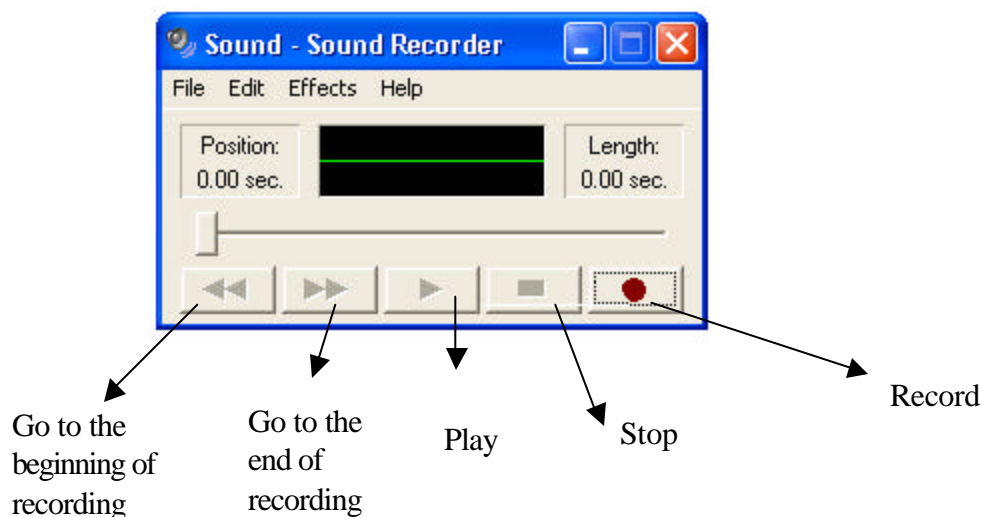 Sound - Sound Recorder
File Edit Effects Help
Position:
0.00 sec.
Length:
0.00 sec.
Go to the
beginning of
recording
Go to the
end of
recording
Play
Stop
Record